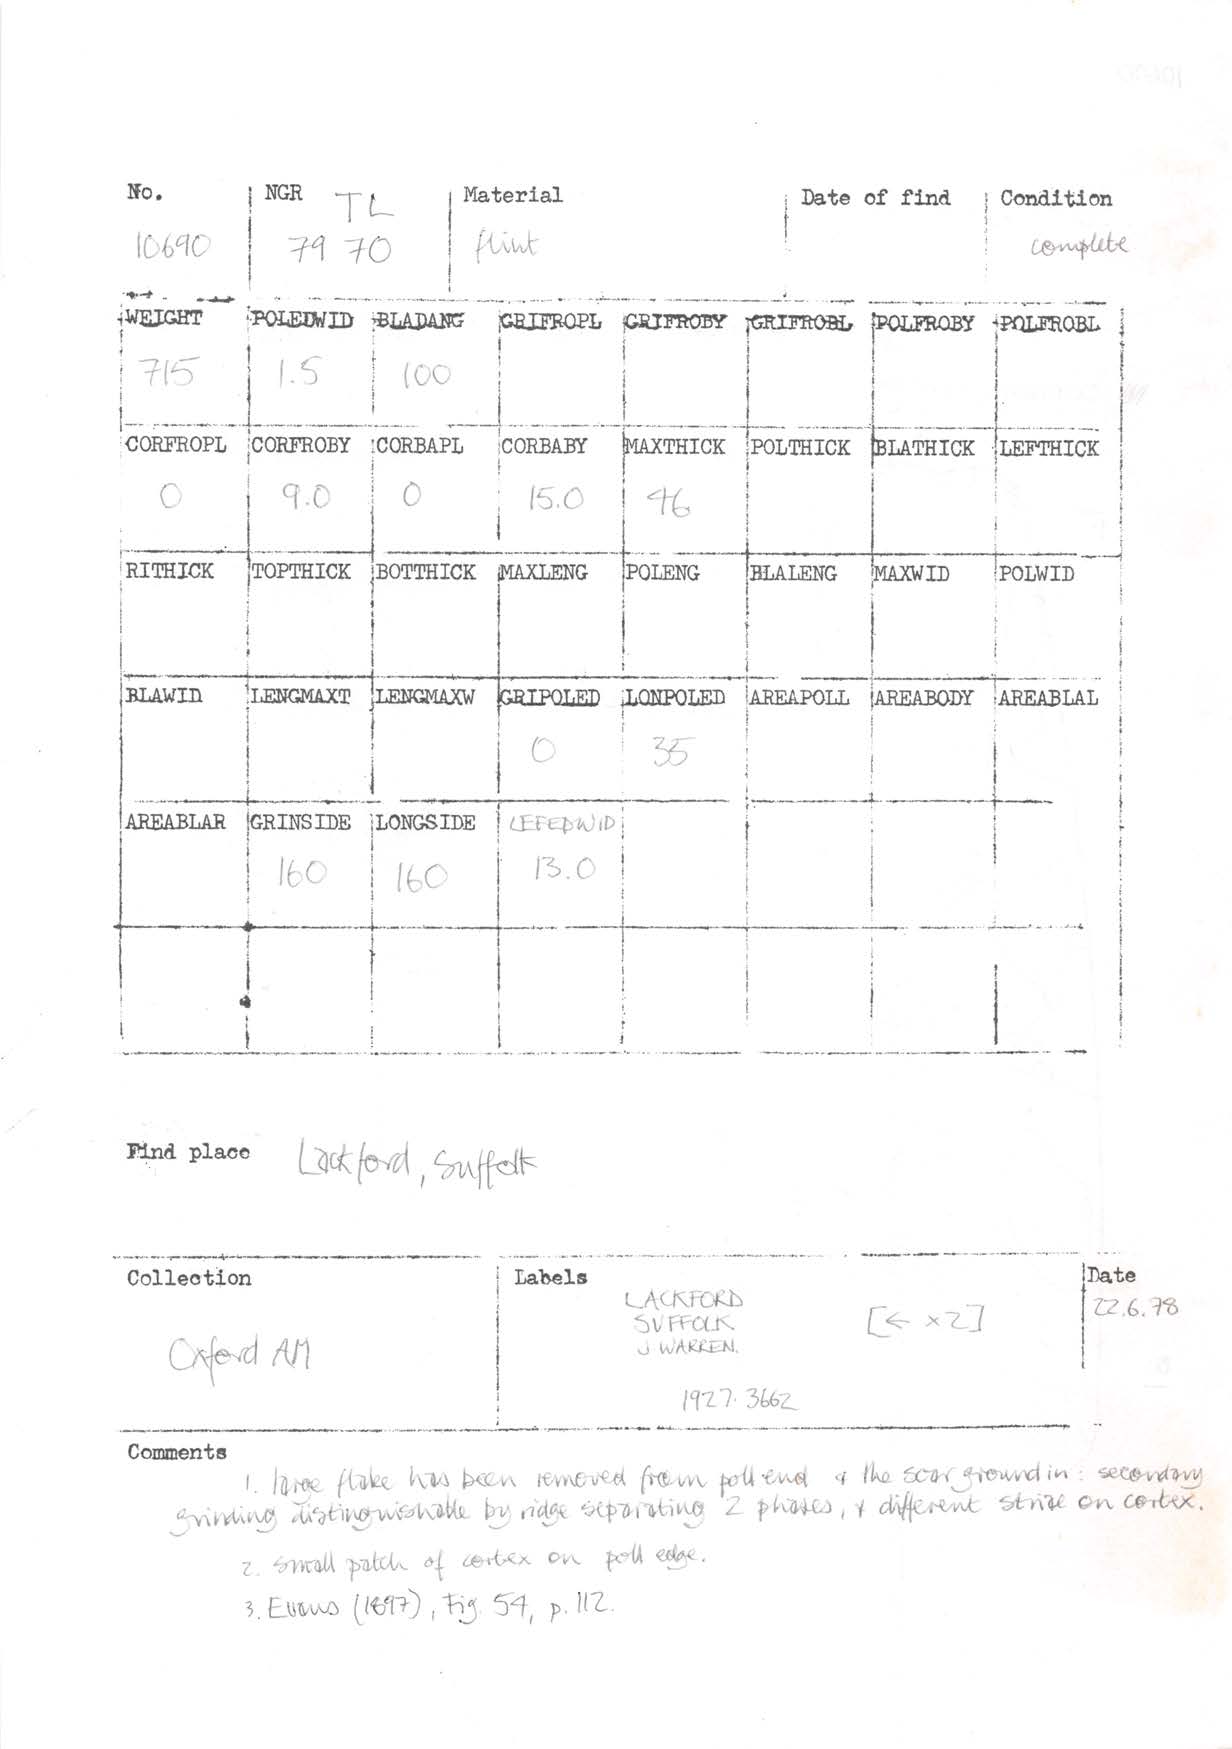 No. NGR TL Material Date of find Condition
10690 79 70 flint complete
WEIGHT POLEDWID BLADANG GRIFROPL GRIFROBY GRIFROBL POLFROBY POLFROBL
715 1.5 100
CORFROPL CORFROBY CORBAPL CORBABY MAXTHICK POLTHICK BLATHICK LEFTHICK
0 9.0 0 15.0 46
RITHICK TOPTHICK BOTTHICK MAXLENG POLENG BLALENG MAXWID POLWID
BLAWID LENGMAXT LENGMAXW GRIPOLED LONPOLED AREAPOLL AREABODY AREABLAL
0 35
AREABLAR GRINSIDE LONGSIDE LEFEDWID
160 160 13.0
Find place Lackford, Suffolk
Collection Labels Date
LACKFORD
SUFFOLK [← x2] 22.6.78
J WARREN.
Oxford AM
1927.3662
Comments
1. large flake has been removed from poll end & the scar ground in: secondary
grinding distinguishable by ridge separating 2 phases, & different striae on cortex.
2. small patch of cortex on poll edge.
3. Evans (1897), Fig. 54, p. 112.